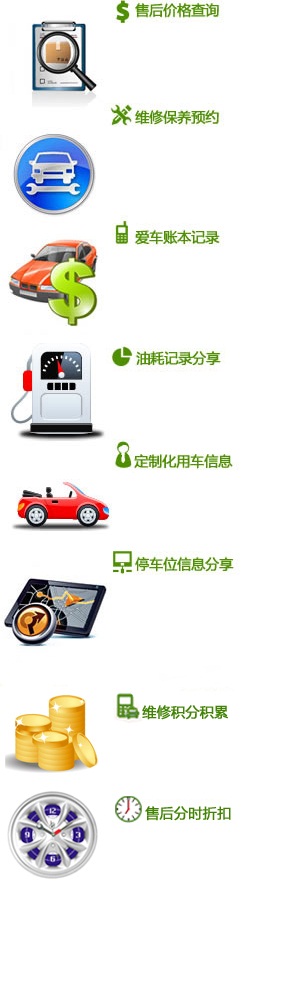 售后价格查询
维修保养预约
爱车账本记录
油耗记录分享
定制化用车信息
停车位信息分享
维修积分积累
售后分时折扣